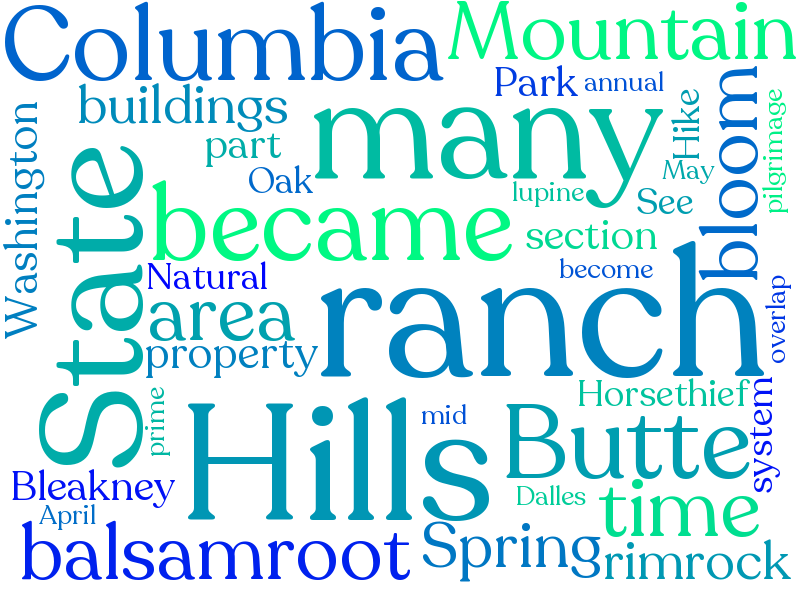 Columbia
Mountain
Park
annual
buildings
many
Hike
bloom
pilgrimage
Washington
part
Oak
May
State
became
lupine
See
section
Natural
become
area
ranch
overlap
property
prime
Hills
mid
Horsethief
Butte
system
Bleakney
April
Dalles
time
balsamroot
Spring
rimrock